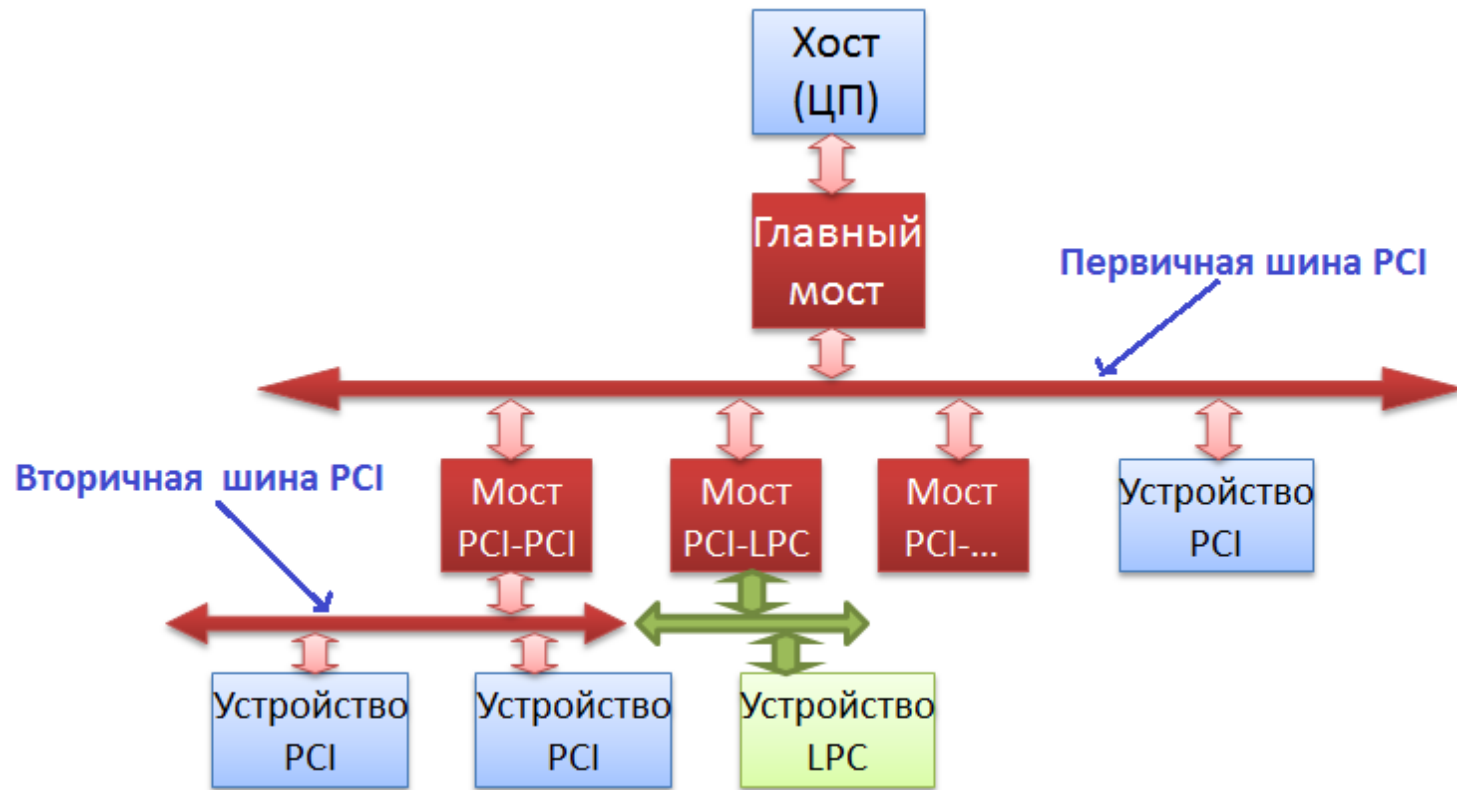 Хост
(ЦП)
Главный
мост
Первичная шина PCI
Вторичная шина PCI
Мост
PCI-PCI
Мост
PCI-LPC
Мост
PCI-...
Устройство
PCI
Устройство
PCI
Устройство
PCI
Устройство
LPC